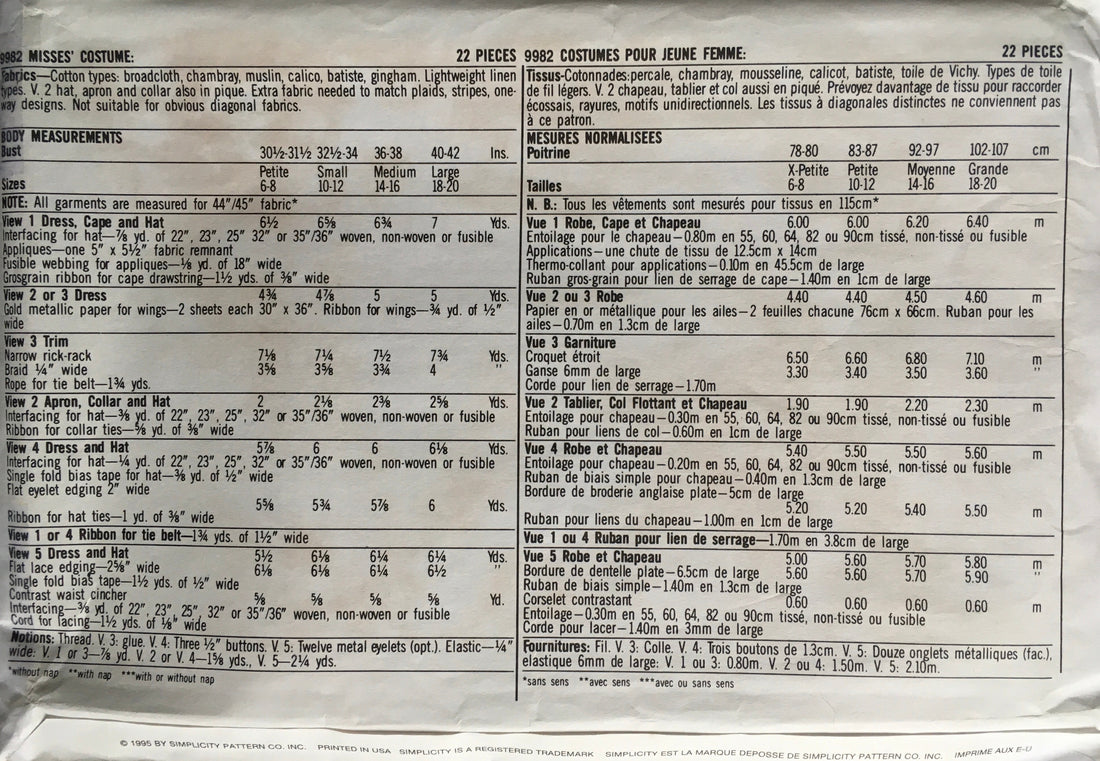 9982 MISSES' COSTUME: 22 PIECES
Fabrics—Cotton types: broadcloth, chambray, muslin, calico, batiste, gingham. Lightweight linen
types. V. 2 hat, apron and collar also in pique. Extra fabric needed to match plaids, stripes, one-
way designs. Not suitable for obvious diagonal fabrics.
BODY MEASUREMENTS
Bust 30½-31½ 32½-34 36-38 40-42 Ins.
Petite Small Medium Large
Sizes 6-8 10-12 14-16 18-20
NOTE: All garments are measured for 44"/45" fabric*
View 1 Dress, Cape and Hat 6½ 6⅝ 6¾ 7 Yds.
Interfacing for hat—⅞ yd. of 22", 23", 25" 32" or 35"/36" woven, non-woven or fusible
Appliques—one 5" x 5½" fabric remnant
Fusible webbing for appliques—⅛ yd. of 18" wide
Grosgrain ribbon for cape drawstring—1½ yds. of ⅜" wide
View 2 or 3 Dress 4¾ 4⅞ 5 5 Yds.
Gold metallic paper for wings—2 sheets each 30" x 36". Ribbon for wings—¾ yd. of ½"
wide
View 3 Trim
Narrow rick-rack 7⅛ 7¼ 7½ 7¾ Yds.
Braid ¼" wide 3⅝ 3⅝ 3¾ 4 "
Rope for tie belt—1¾ yds.
View 2 Apron, Collar and Hat 2 2⅛ 2⅜ 2⅝ Yds.
Interfacing for hat—⅜ yd. of 22", 23", 25", 32" or 35"/36" woven, non-woven or fusible
Ribbon for collar ties—⅝ yd. of ⅜" wide
View 4 Dress and Hat 5⅞ 6 6 6⅛ Yds.
Interfacing for hat—¼ yd. of 22", 23", 25", 32" or 35"/36" woven, non-woven or fusible
Single fold bias tape for hat—⅜ yd. of ½" wide
Flat eyelet edging 2" wide
5⅝ 5¾ 5⅞ 6 Yds.
Ribbon for hat ties—1 yd. of ⅜" wide
View 1 or 4 Ribbon for tie belt—1¾ yds. of 1½" wide
View 5 Dress and Hat 5½ 6⅛ 6¼ 6¼ Yds.
Flat lace edging—2⅝" wide 6⅛ 6⅛ 6¼ 6½ "
Single fold bias tape—1½ yds. of ½" wide
Contrast waist cincher ⅝ ⅝ ⅝ ⅝ Yd.
Interfacing—⅜ yd. of 22", 23", 25", 32" or 35"/36" woven, non-woven or fusible
Cord for lacing—1½ yds. of ⅛" wide
Notions: Thread. V. 3: glue. V. 4: Three ½" buttons. V. 5: Twelve metal eyelets (opt.). Elastic—¼"
wide: V. 1 or 3—⅞ yd. V. 2 or V. 4—1⅝ yds., V. 5—2¼ yds.
*without nap **with nap ***with or without nap
9982 COSTUMES POUR JEUNE FEMME: 22 PIECES
Tissus-Cotonnades:percale, chambray, mousseline, calicot, batiste, toile de Vichy. Types de toile
de fil légers. V. 2 chapeau, tablier et col aussi en piqué. Prévoyez davantage de tissu pour raccorder
écossais, rayures, motifs unidirectionnels. Les tissus à diagonales distinctes ne conviennent pas
à ce patron.
MESURES NORMALISEES
Poitrine 78-80 83-87 92-97 102-107 cm
X-Petite Petite Moyenne Grande
Tailles 6-8 10-12 14-16 18-20
N. B.: Tous les vêtements sont mesurés pour tissus en 115cm*
Vue 1 Robe, Cape et Chapeau 6.00 6.00 6.20 6.40 m
Entoilage pour le chapeau—0.80m en 55, 60, 64, 82 ou 90cm tissé, non-tissé ou fusible
Applications—une chute de tissu de 12.5cm x 14cm
Thermo-collant pour applications—0.10m en 45.5cm de large
Ruban gros-grain pour lien de serrage de cape—1.40m en 1cm de large
Vue 2 ou 3 Robe 4.40 4.40 4.50 4.60 m
Papier en or métallique pour les ailes—2 feuilles chacune 76cm x 66cm. Ruban pour les
ailes—0.70m en 1.3cm de large
Vue 3 Garniture
Croquet étroit 6.50 6.60 6.80 7.10 m
Ganse 6mm de large 3.30 3.40 3.50 3.60 "
Corde pour lien de serrage—1.70m
Vue 2 Tablier, Col Flottant et Chapeau 1.90 1.90 2.20 2.30 m
Entoilage pour chapeau—0.30m en 55, 60, 64, 82 ou 90cm tissé, non-tissé ou fusible
Ruban pour liens de col—0.60m en 1cm de large
Vue 4 Robe et Chapeau 5.40 5.50 5.50 5.60 m
Entoilage pour chapeau—0.20m en 55, 60, 64, 82 ou 90cm tissé, non-tissé ou fusible
Ruban de biais simple pour chapeau—0.40m en 1.3cm de large
Bordure de broderie anglaise plate—5cm de large
5.20 5.20 5.40 5.50 m
Ruban pour liens du chapeau—1.00m en 1cm de large
Vue 1 ou 4 Ruban pour lien de serrage—1.70m en 3.8cm de large
Vue 5 Robe et Chapeau 5.00 5.60 5.70 5.80 m
Bordure de dentelle plate—6.5cm de large 5.60 5.60 5.70 5.90 "
Ruban de biais simple—1.40m en 1.3cm de large
Corselet contrastant 0.60 0.60 0.60 0.60 m
Entoilage—0.30m en 55, 60, 64, 82 ou 90cm tissé, non-tissé ou fusible
Corde pour lacer—1.40m en 3mm de large
Fournitures: Fil. V. 3: Colle. V. 4: Trois boutons de 1.3cm. V. 5: Douze onglets métalliques (fac.),
elastique 6mm de large: V. 1 ou 3: 0.80m. V. 2 ou 4: 1.50m. V. 5: 2.10m.
*sans sens **avec sens ***avec ou sans sens
© 1995 BY SIMPLICITY PATTERN CO. INC. PRINTED IN USA SIMPLICITY IS A REGISTERED TRADEMARK SIMPLICITY EST LA MARQUE DEPOSSE DE SIMPLICITY PATTERN CO. INC. IMPRIME AUX E-U